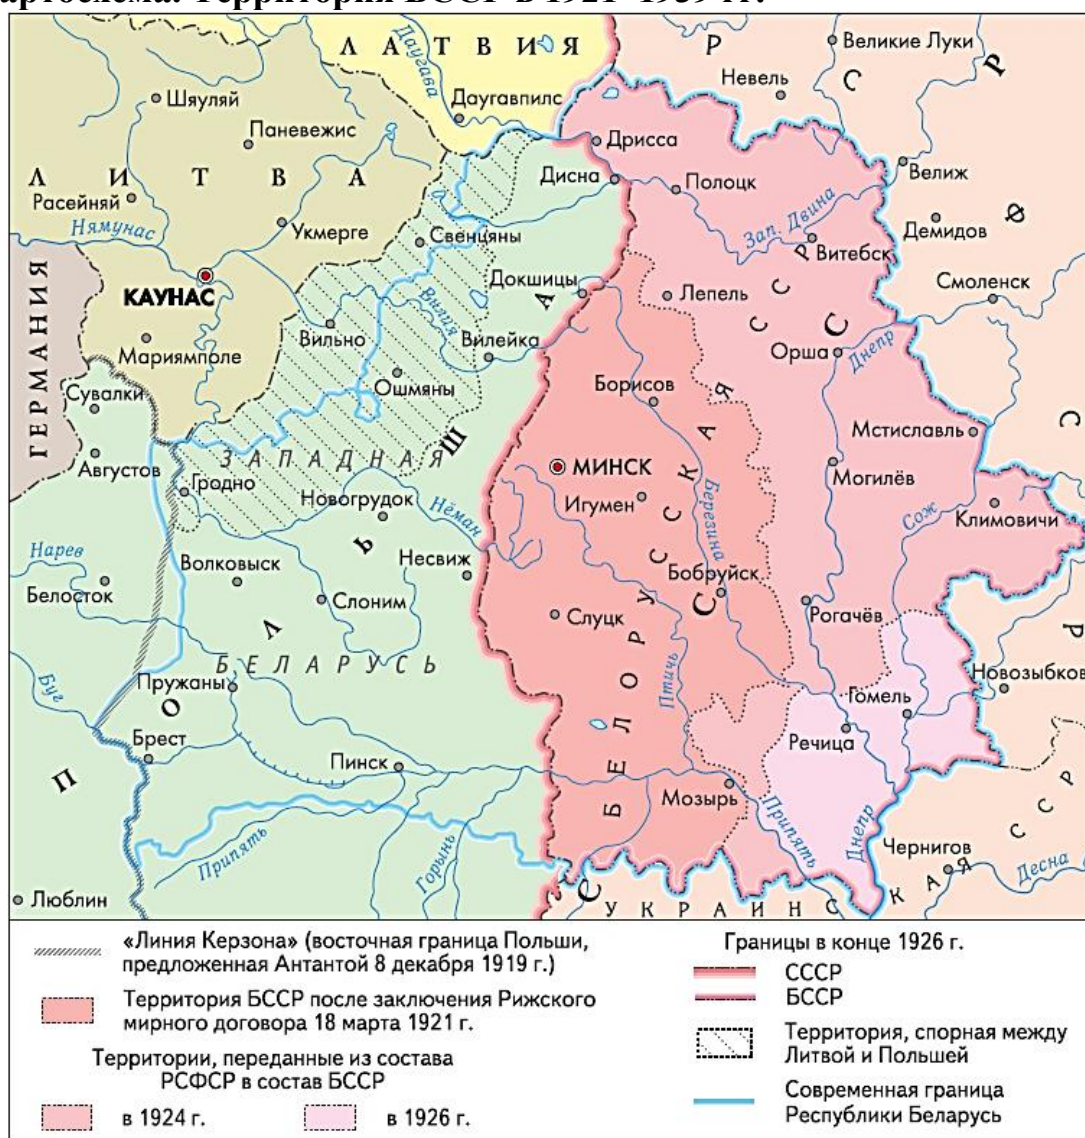 Картосхема. Территория БССР в 1921–1939 гг.
ЛАТВИЯ
РСФСР
Даугава
Великие Луки
Невель
Шяуляй
Даугавпилс
Паневежис
Дрисса
ЛИТВА
Дисна
Полоцк
Велиж
Расейняй
Нямунас
Укмерге
Свенцяны
Зап. Двина
Витебск
Демидов
ГЕРМАНИЯ
КАУНАС
Докшицы
Лепель
Смоленск
Вилия
Вильно
Вилейка
Орша
Днепр
Мариямполе
Ошмяны
Борисов
Сувалки
Мстиславль
Августов
ЗАПАДНАЯ
МИНСК
Могилёв
Гродно
Новогрудок
Неман
Игумен
Березина
Сож
Климовичи
Нарев
Волковыск
Несвиж
Бобруйск
Белосток
Слоним
Слуцк
Рогачёв
БЕЛАРУСЬ
Птичь
Новозыбков
Буг
Пружаны
Гомель
Брест
Речица
ПОЛЬША
БЕЛОРУССКАЯ ССР
СССР
Пинск
Мозырь
Припять
Днепр
Припять
Горынь
Чернигов
Десна
Люблин
УКРАИНСКАЯ ССР
«Линия Керзона» (восточная граница Польши,
предложенная Антантой 8 декабря 1919 г.)
Территория БССР после заключения Рижского
мирного договора 18 марта 1921 г.
Территории, переданные из состава
РСФСР в состав БССР
в 1924 г.
в 1926 г.
Границы в конце 1926 г.
СССР
БССР
Территория, спорная между
Литвой и Польшей
Современная граница
Республики Беларусь